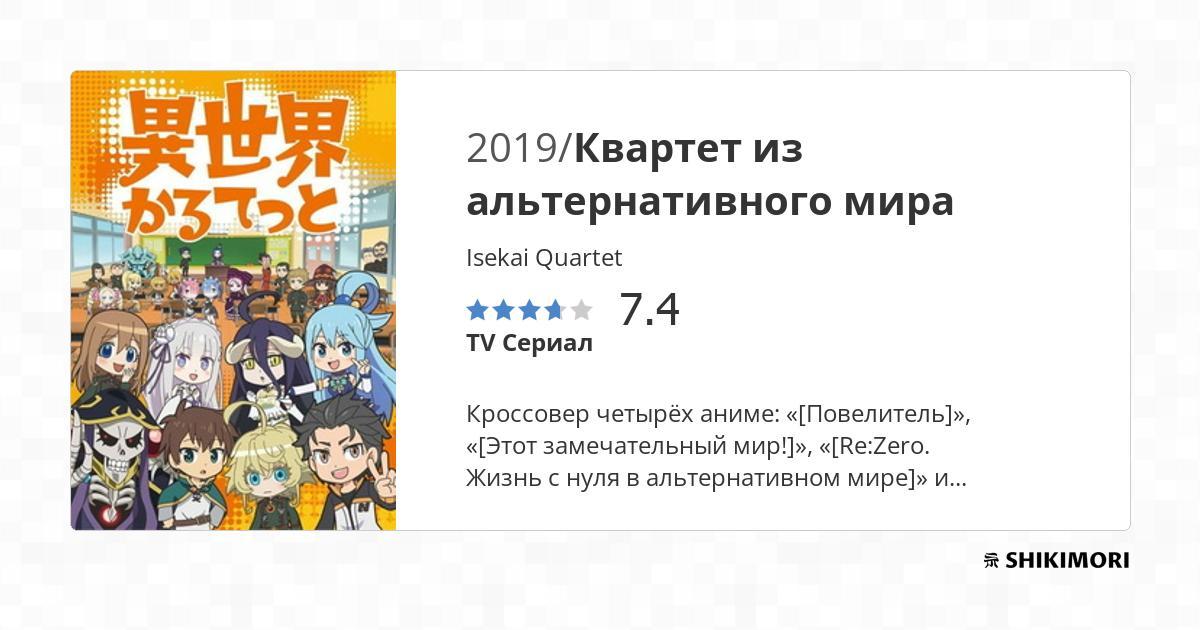 異世界
かるてっと
2019/Квартет из
альтернативного мира
Isekai Quartet
7.4
TV Сериал
Кроссовер четырёх аниме: «[Повелитель]»,
«[Этот замечательный мир!]», «[Re:Zero.
Жизнь с нуля в альтернативном мире]» и...
SHIKIMORI